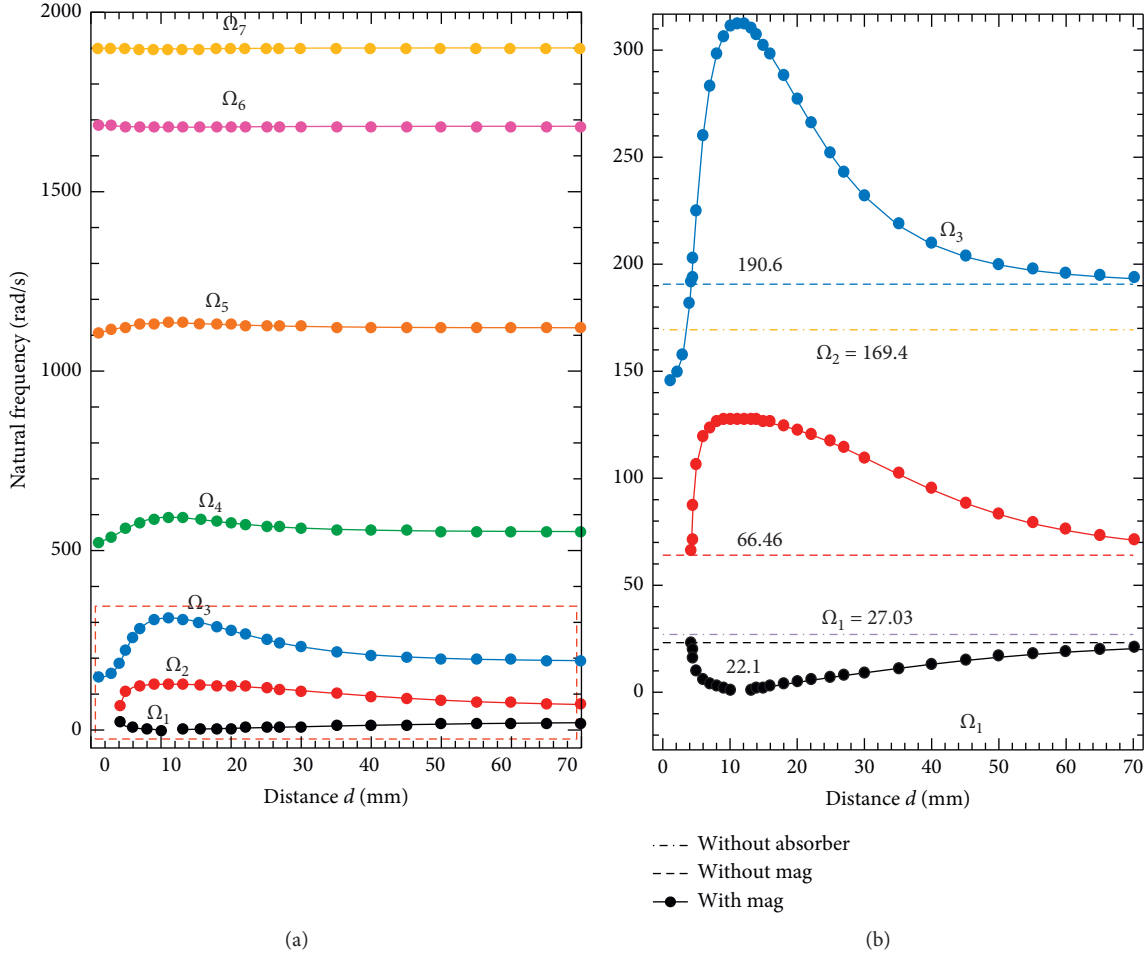 2000
1500
1000
500
0
Natural frequency (rad/s)
Ω7
Ω6
Ω5
Ω4
Ω3
Ω2
Ω1
0 10 20 30 40 50 60 70
Distance d (mm)
(a)
300
250
200
150
100
50
0
Ω3
190.6
Ω2 = 169.4
66.46
Ω1 = 27.03
22.1
Ω1
0 10 20 30 40 50 60 70
Distance d (mm)
Without absorber
Without mag
With mag
(b)